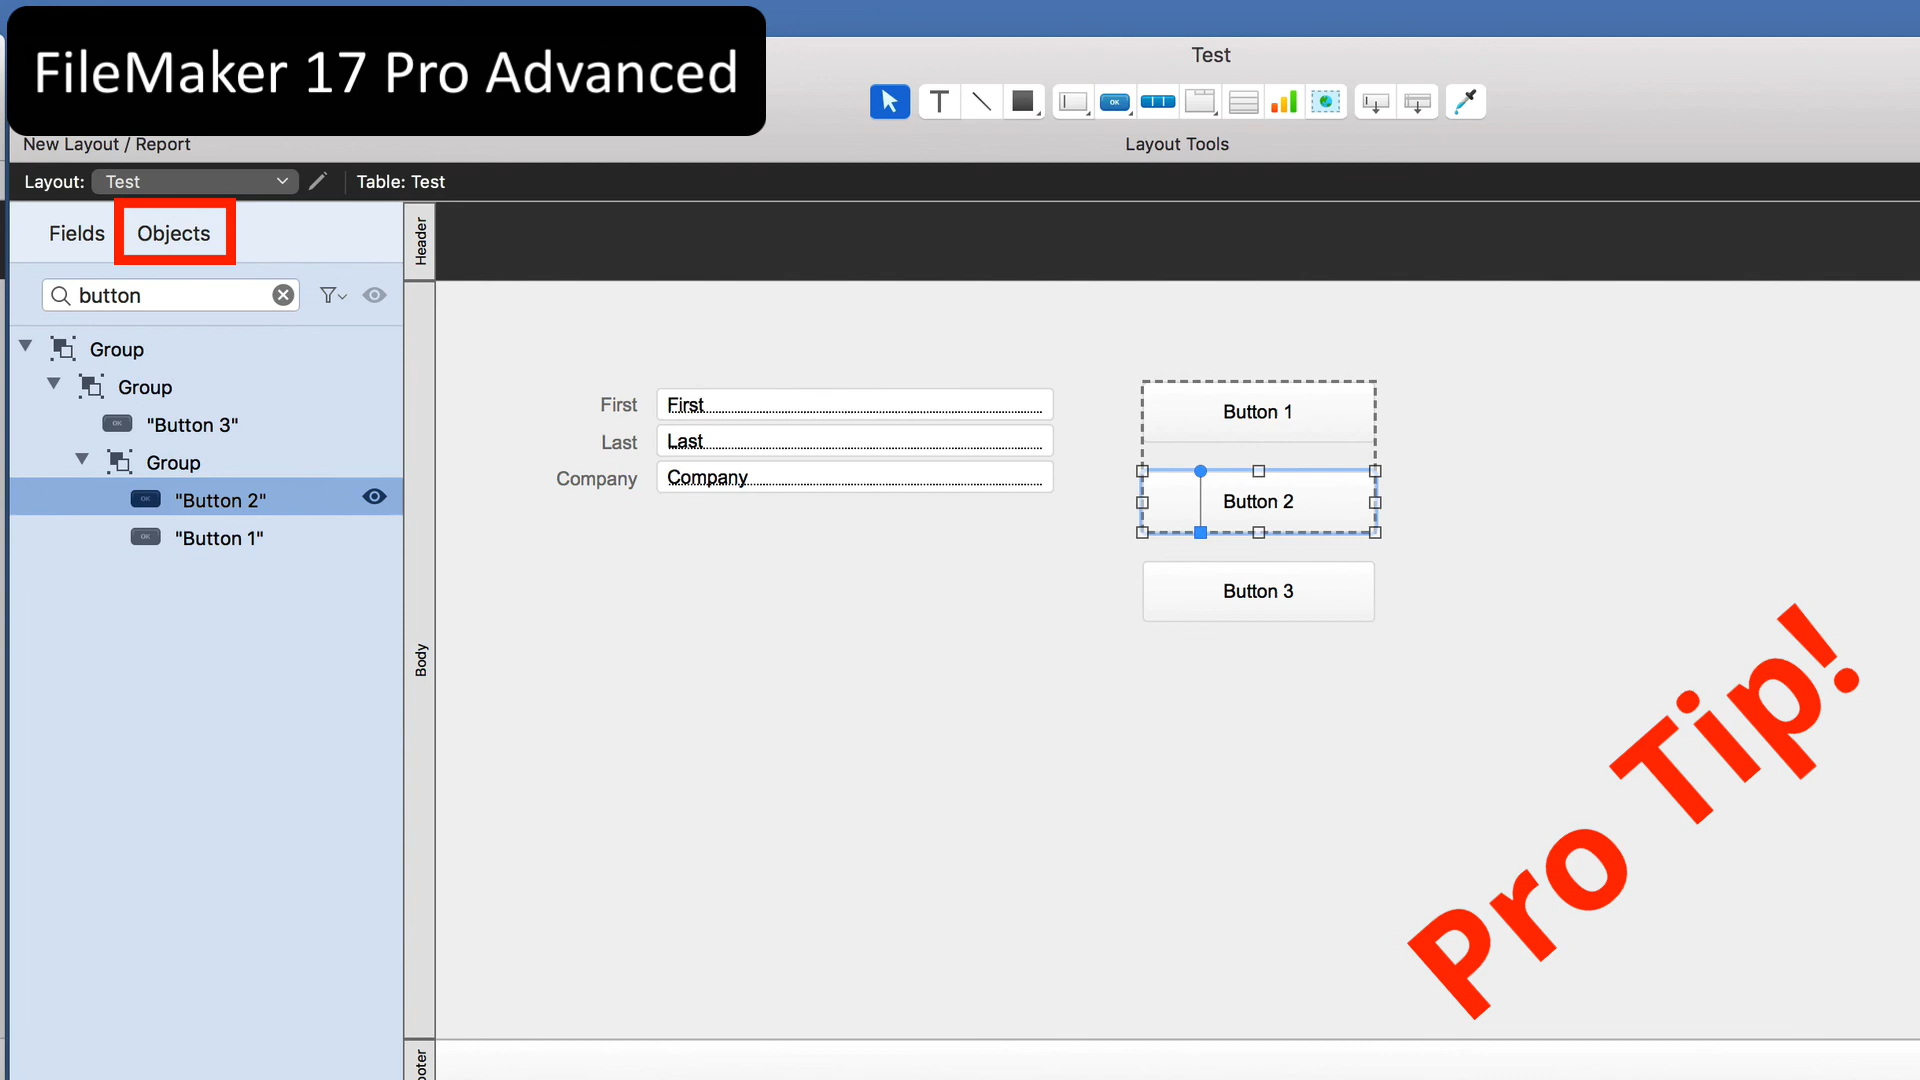 FileMaker 17 Pro Advanced
Test
New Layout / Report
Layout Tools
Layout: Test
Table: Test
Fields
Objects
button
Group
Group
"Button 3"
Group
"Button 2"
"Button 1"
Header
Body
First
First
Last
Last
Company
Company
Button 1
Button 2
Button 3
Pro Tip!